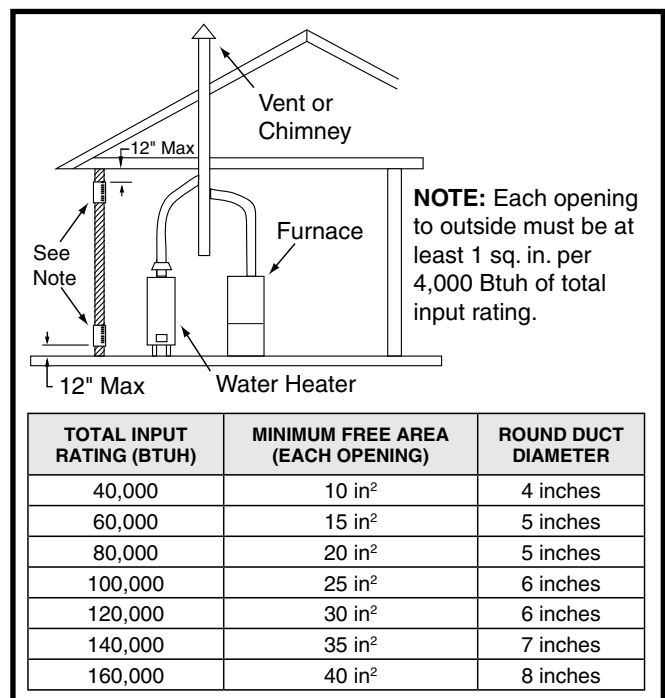 Vent or
Chimney
12" Max
NOTE: Each opening
to outside must be at
least 1 sq. in. per
4,000 Btuh of total
input rating.
Furnace
See
Note
12" Max
Water Heater
TOTAL INPUT RATING (BTUH) MINIMUM FREE AREA (EACH OPENING) ROUND DUCT DIAMETER
40,000 10 in² 4 inches
60,000 15 in² 5 inches
80,000 20 in² 5 inches
100,000 25 in² 6 inches
120,000 30 in² 6 inches
140,000 35 in² 7 inches
160,000 40 in² 8 inches